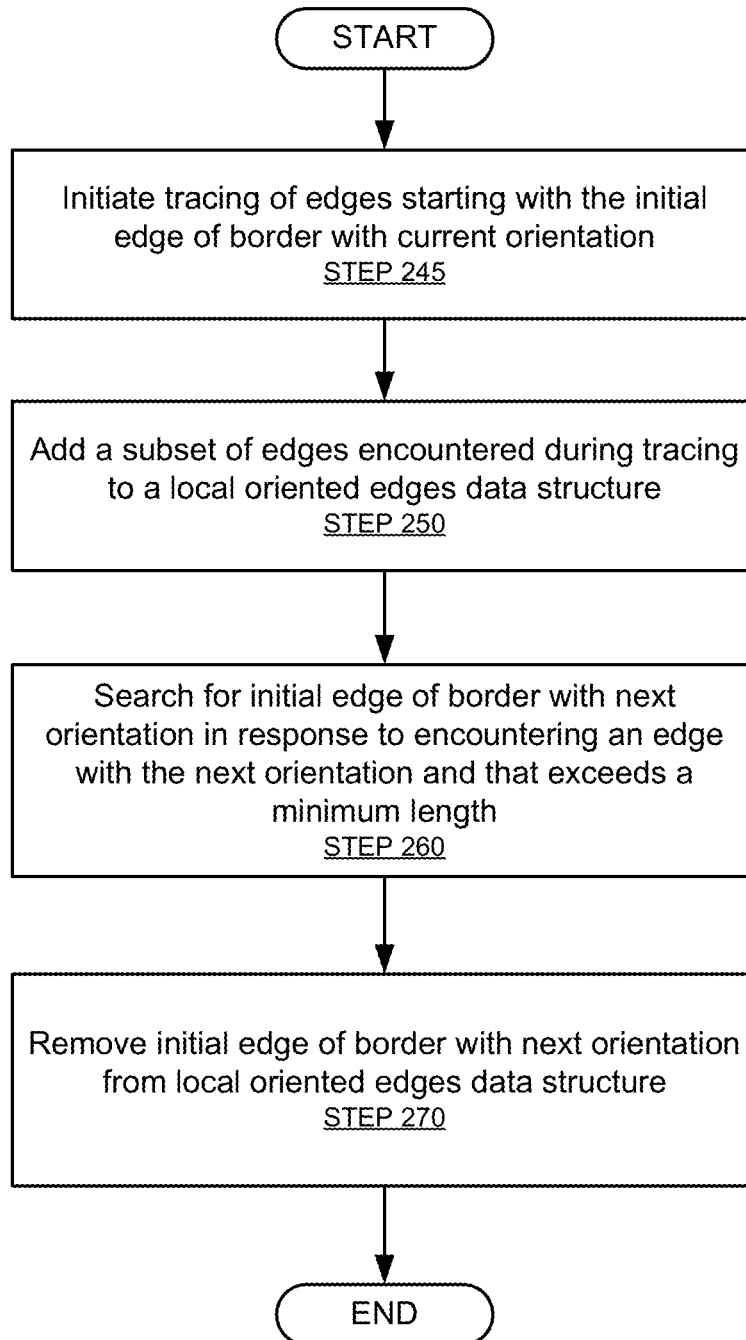 START
Initiate tracing of edges starting with the initial
edge of border with current orientation
STEP 245
Add a subset of edges encountered during tracing
to a local oriented edges data structure
STEP 250
Search for initial edge of border with next
orientation in response to encountering an edge
with the next orientation and that exceeds a
minimum length
STEP 260
Remove initial edge of border with next orientation
from local oriented edges data structure
STEP 270
END